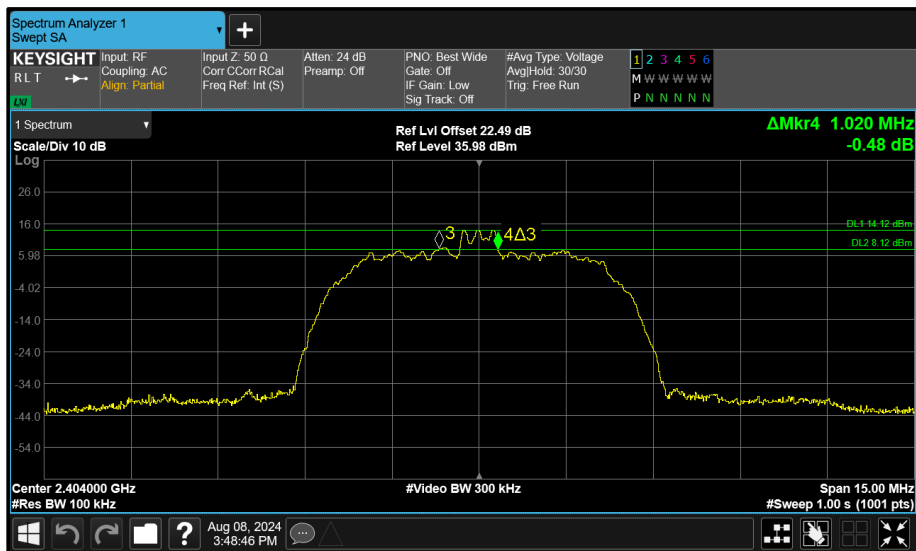 Spectrum Analyzer 1
Swept SA
+
KEYSIGHT
R L T
LXI
Input: RF
Coupling: AC
Align: Partial
Input Z: 50 Ω
Corr CCorr RCal
Freq Ref: Int (S)
Atten: 24 dB
Preamp: Off
PNO: Best Wide
Gate: Off
IF Gain: Low
Sig Track: Off
#Avg Type: Voltage
Avg|Hold: 30/30
Trig: Free Run
1 2 3 4 5 6
M W W W W W
P N N N N N
1 Spectrum
Scale/Div 10 dB
Ref Lvl Offset 22.49 dB
Ref Level 35.98 dBm
ΔMkr4 1.020 MHz
-0.48 dB
Log
26.0
16.0
5.98
-4.02
-14.0
-24.0
-34.0
-44.0
-54.0
3
4Δ3
DL1 14.12 dBm
DL2 8.12 dBm
Center 2.404000 GHz
#Video BW 300 kHz
Span 15.00 MHz
#Res BW 100 kHz
#Sweep 1.00 s (1001 pts)
?
Aug 08, 2024
3:48:46 PM